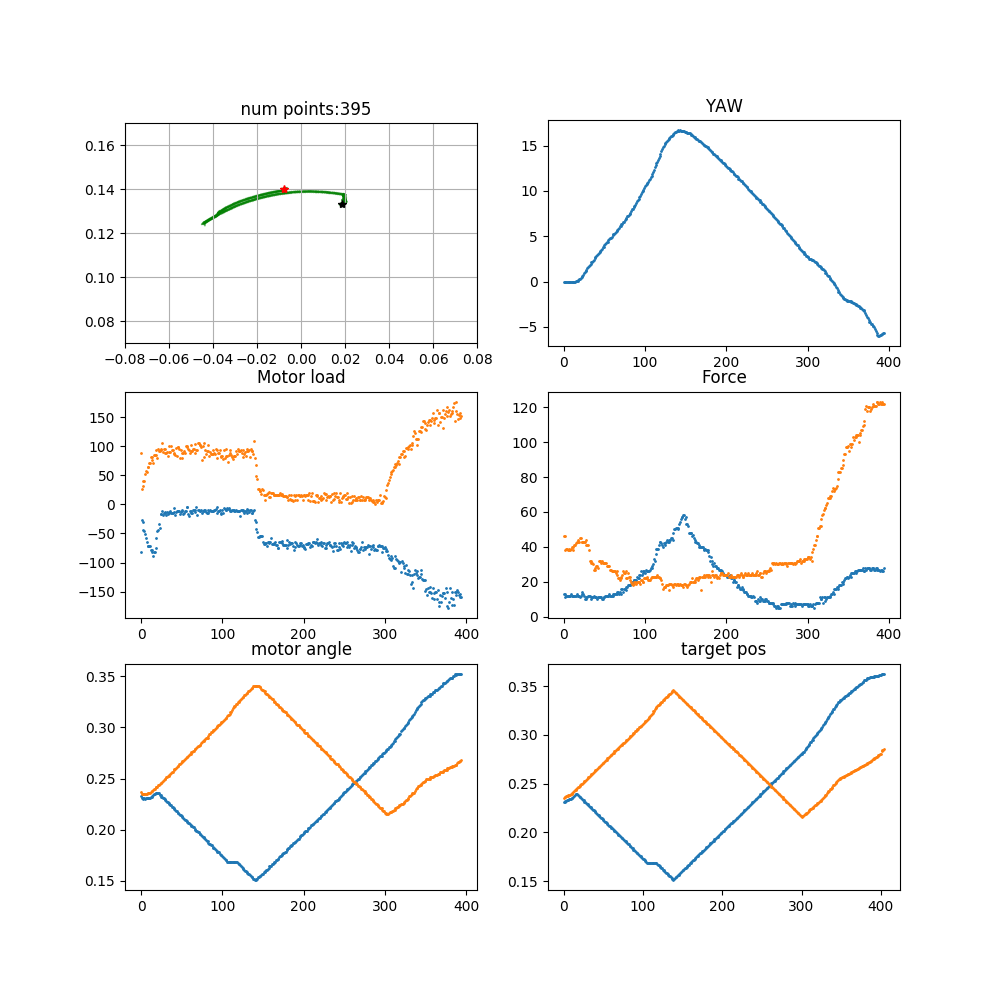 num points:395
YAW
0.16
0.14
0.12
0.10
0.08
−0.08 −0.06 −0.04 −0.02 0.00 0.02 0.04 0.06 0.08
15
10
5
0
−5
0 100 200 300 400
Motor load
Force
150
100
50
0
−50
−100
−150
0 100 200 300 400
120
100
80
60
40
20
0
0 100 200 300 400
motor angle
target pos
0.35
0.30
0.25
0.20
0.15
0 100 200 300 400
0.35
0.30
0.25
0.20
0.15
0 100 200 300 400